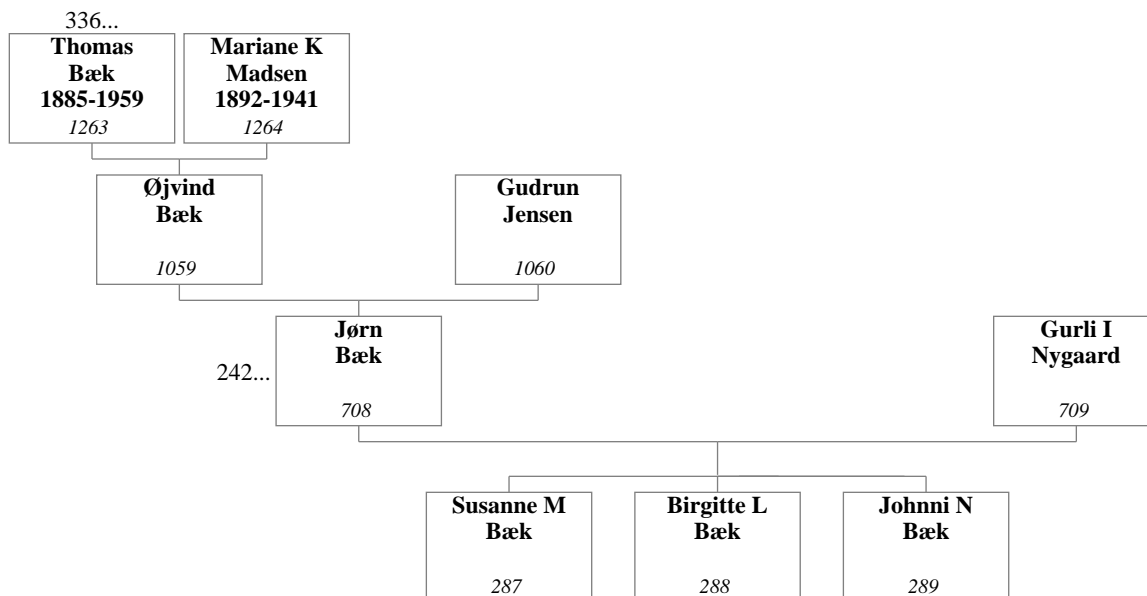 336...
Thomas
Bæk
1885-1959
1263
Mariane K
Madsen
1892-1941
1264
Øjvind
Bæk
1059
Gudrun
Jensen
1060
242...
Jørn
Bæk
708
Gurli I
Nygaard
709
Susanne M
Bæk
287
Birgitte L
Bæk
288
Johnni N
Bæk
289